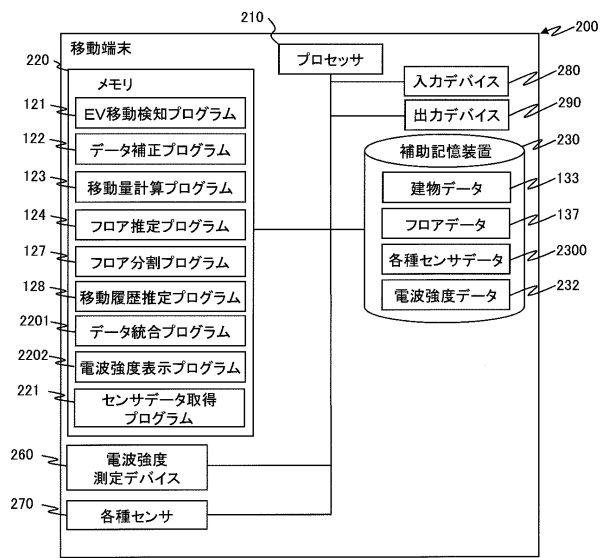 210
200
移動端末
プロセッサ
220
メモリ
入力デバイス
280
121
EV移動検知プログラム
出力デバイス
290
122
データ補正プログラム
補助記憶装置
230
123
移動量計算プログラム
建物データ
133
124
フロア推定プログラム
フロアデータ
137
127
フロア分割プログラム
各種センサデータ
2300
128
移動履歴推定プログラム
電波強度データ
232
2201
データ統合プログラム
2202
電波強度表示プログラム
221
センサデータ取得
プログラム
260
電波強度
測定デバイス
270
各種センサ